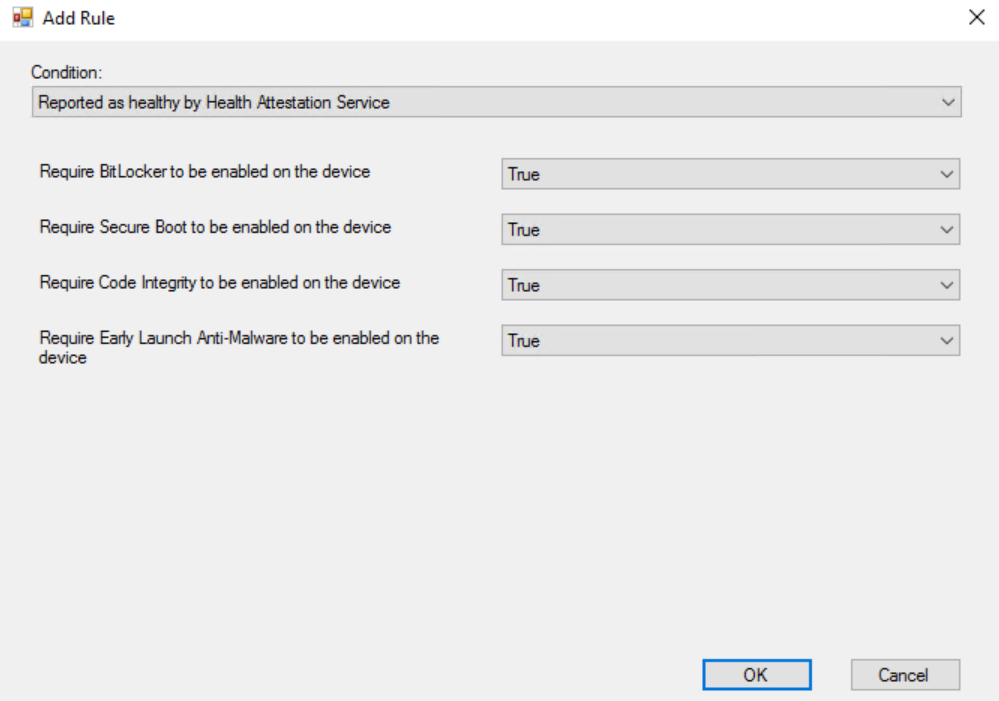 Add Rule
Condition:
Reported as healthy by Health Attestation Service
Require BitLocker to be enabled on the device
True
Require Secure Boot to be enabled on the device
True
Require Code Integrity to be enabled on the device
True
Require Early Launch Anti-Malware to be enabled on the
device
True
OK
Cancel